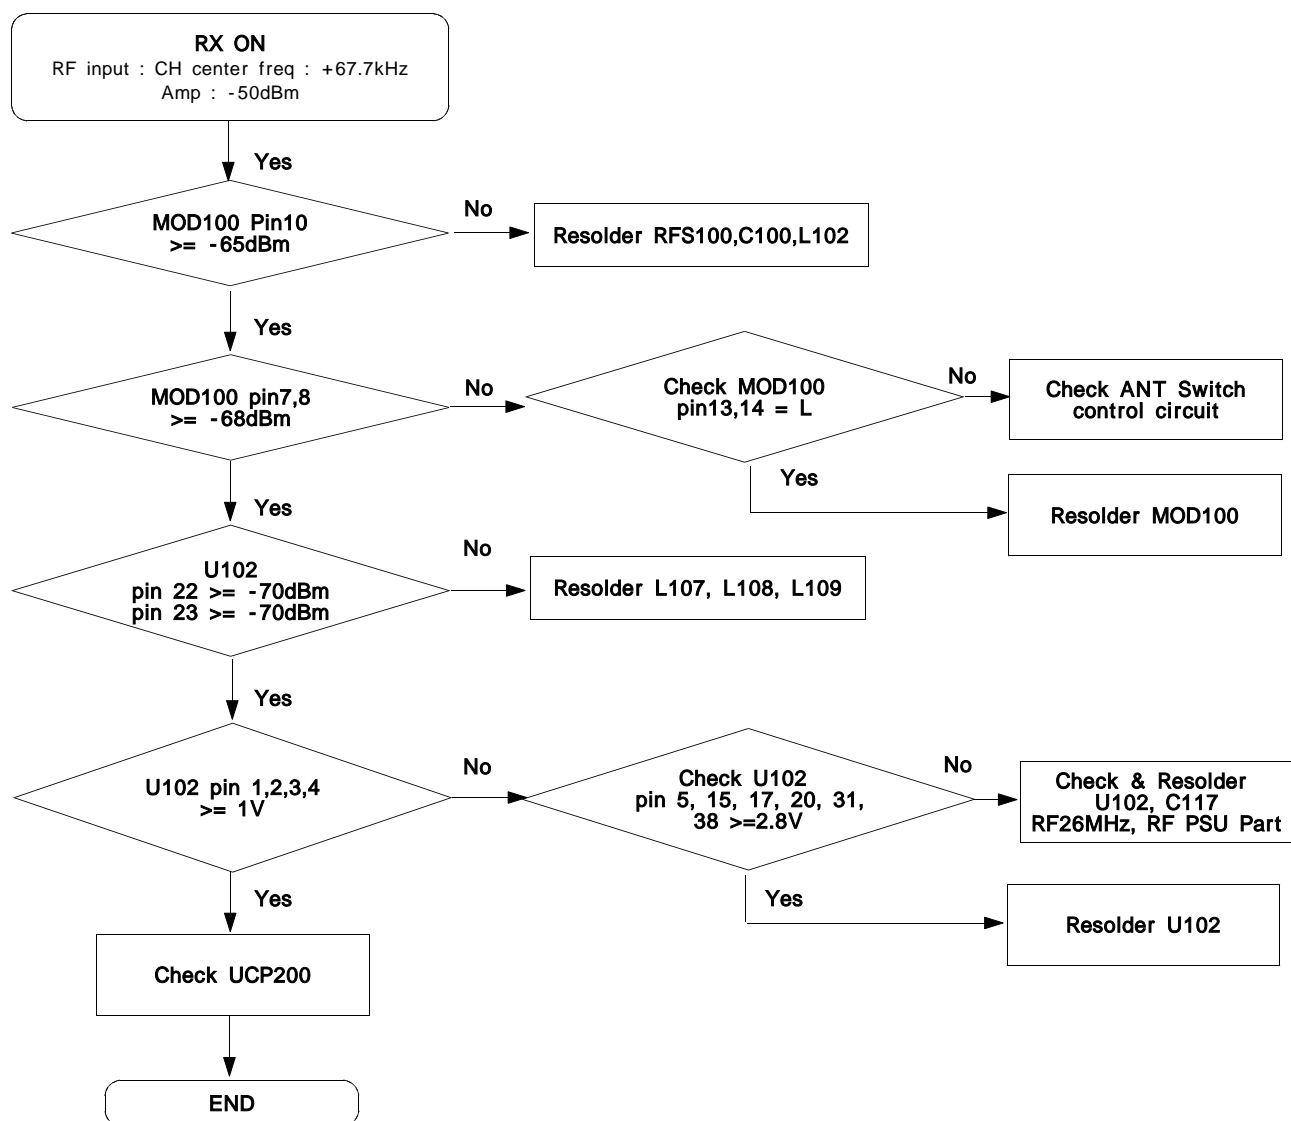 RX ON
RF input : CH center freq : +67.7kHz
Amp : -50dBm
Yes
MOD100 Pin10
>= -65dBm
No
Resolder RFS100,C100,L102
Yes
MOD100 pin7,8
>= -68dBm
No
Check MOD100
pin13,14 = L
No
Check ANT Switch
control circuit
Yes
Resolder MOD100
Yes
U102
pin 22 >= -70dBm
pin 23 >= -70dBm
No
Resolder L107, L108, L109
Yes
U102 pin 1,2,3,4
>= 1V
No
Check U102
pin 5, 15, 17, 20, 31,
38 >=2.8V
No
Check & Resolder
U102, C117
RF26MHz, RF PSU Part
Yes
Resolder U102
Yes
Check UCP200
END